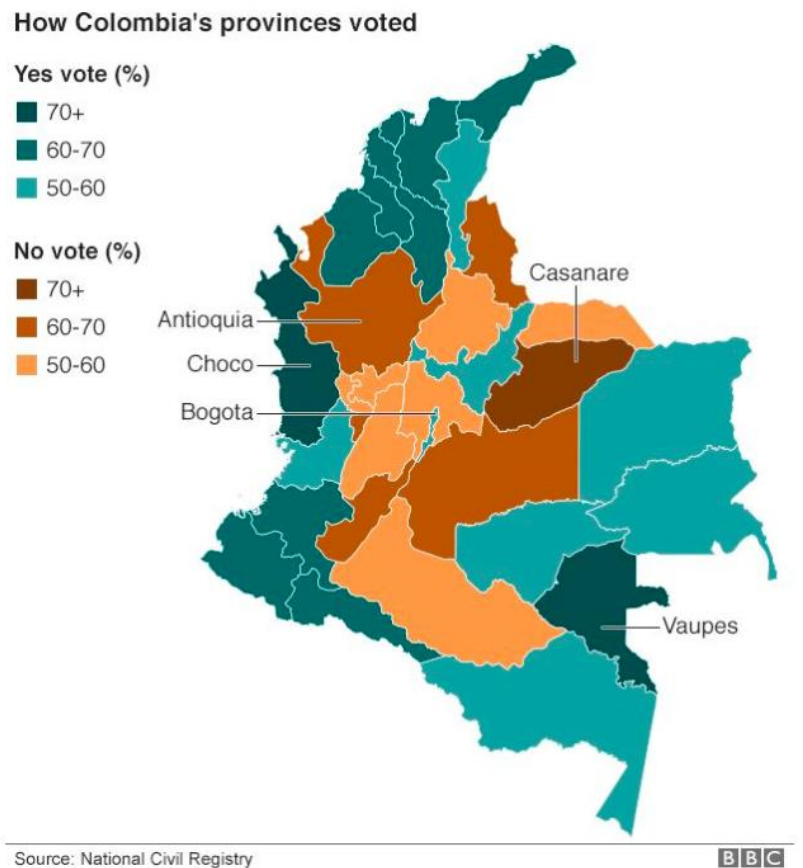 How Colombia's provinces voted
Yes vote (%)
70+
60-70
50-60
No vote (%)
70+
60-70
50-60
Casanare
Antioquia
Choco
Bogota
Vaupes
Source: National Civil Registry
BBC